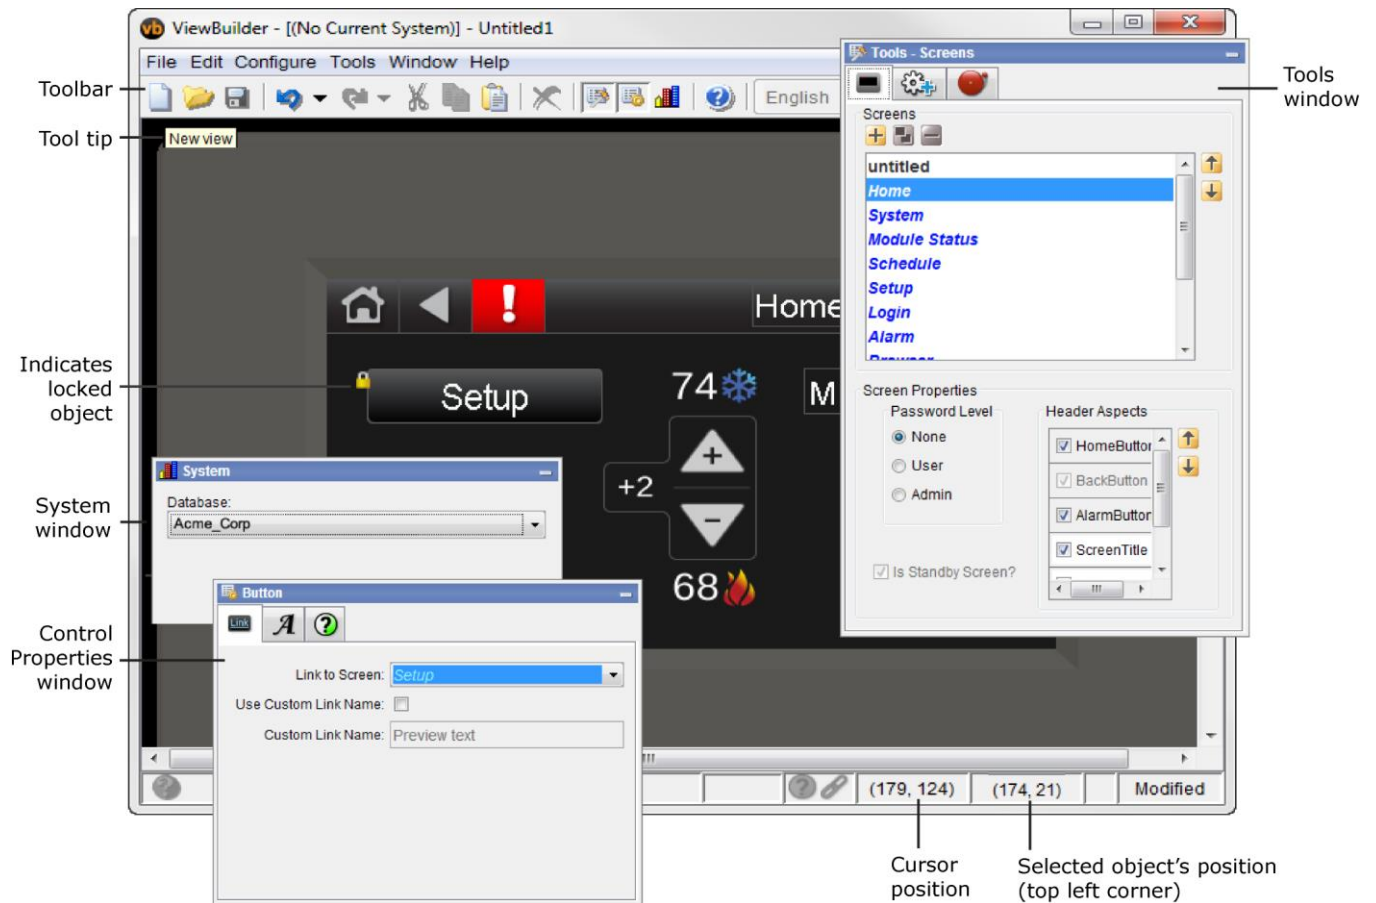 ViewBuilder - [(No Current System)] - Untitled1
File Edit Configure Tools Window Help
Toolbar
English
Tool tip
New view
Tools - Screens
Tools
window
Screens
untitled
Home
System
Module Status
Schedule
Setup
Login
Alarm
Browser
Home
Indicates
locked
object
Setup
74
M
+2
68
Screen Properties
Password Level
None
User
Admin
Is Standby Screen?
Header Aspects
HomeButton
BackButton
AlarmButton
ScreenTitle
System
window
System
Database:
Acme_Corp
Control
Properties
window
Button
Link
A
Link to Screen: Setup
Use Custom Link Name:
Custom Link Name: Preview text
(179, 124)
(174, 21)
Modified
Cursor
position
Selected object's position
(top left corner)